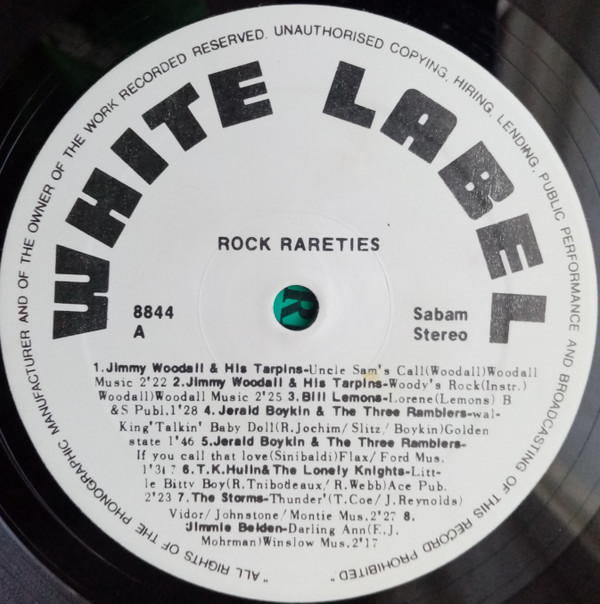 "ALL RIGHTS OF THE PHONOGRAPHIC MANUFACTURER AND OF THE OWNER OF THE WORK RECORDED RESERVED. UNAUTHORISED COPYING, HIRING, LENDING, PUBLIC PERFORMANCE AND BROADCASTING OF THIS RECORD PROHIBITED"
WHITE LABEL
ROCK RARETIES
8844
A
Sabam
Stereo
R
1.Jimmy Woodall & His Tarpins-Uncle Sam's Call(Woodall)Woodall
Music 2'22 2.Jimmy Woodall & His Tarpins-Woody's Rock(Instr.)
Woodall)Woodall Music 2'25 3.Bill Lemons-Lorene(Lemons) B
&S Publ.1'28 4.Jerald Boykin & The Three Ramblers-wal-
King'Talkin' Baby Doll(R.Jochim/ Slitz/ Boykin)Golden
state 1'46 5.Jerald Boykin & The Three Ramblers-
If you call that love(Sinibaldi)Flax/ Ford Mus.
6.T.K.Hulin& The Lonely Knights-Litt-
le Bitty Boy(R.Tnibodeaux/ R.Webb)Ace Pub.
2'23 7.The Storms-Thunder'(T.Coe/ J.Reynolds)
Vidor/ Johnstone/ Montie Mus.2'27 8.
Jimmie Belden-Darling Ann(E.J.
Mohrman)Winslow Mus.2'17